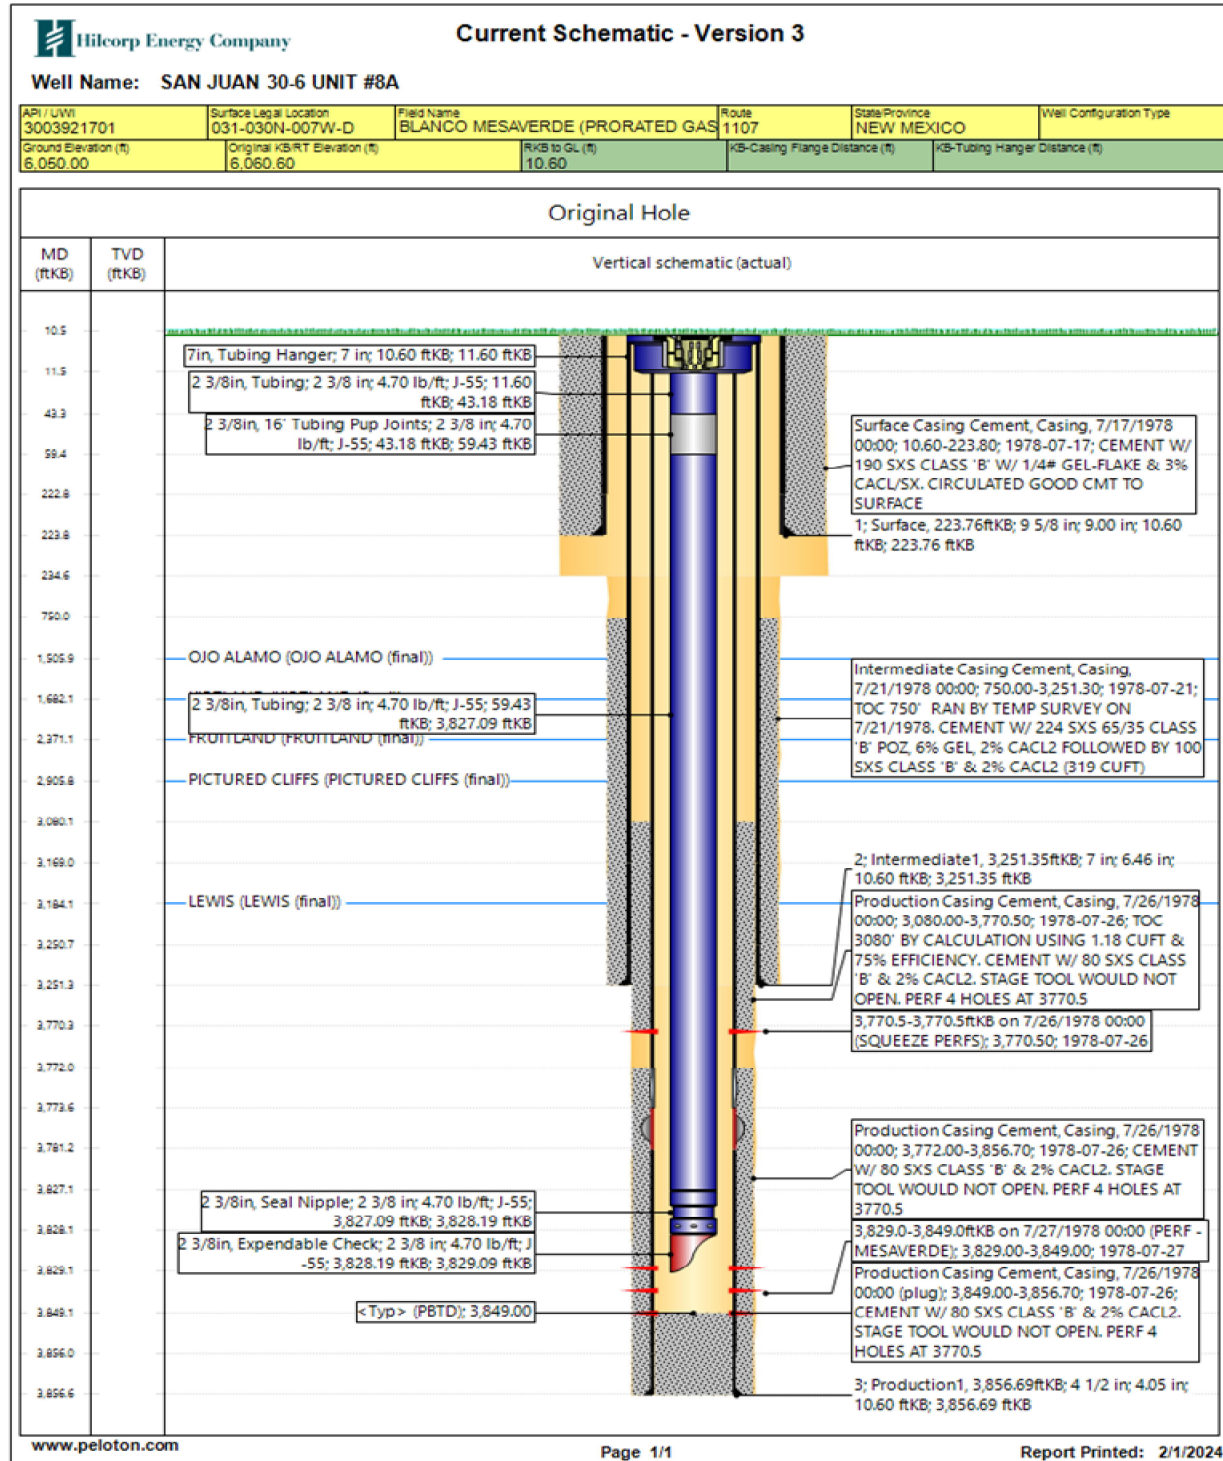 Hilcorp Energy Company
Current Schematic - Version 3
Well Name: SAN JUAN 30-6 UNIT #8A
API / UWI
3003921701
Surface Legal Location
031-030N-007W-D
Field Name
BLANCO MESAVERDE (PRORATED GAS
Route
1107
State/Province
NEW MEXICO
Well Configuration Type
Ground Elevation (ft)
6,050.00
Original KB/RT Elevation (ft)
6,060.60
RKB to GL (ft)
10.60
KB-Casing Flange Distance (ft)
KB-Tubing Hanger Distance (ft)
Original Hole
MD
(ftKB)
TVD
(ftKB)
Vertical schematic (actual)
10.5
11.5
43.3
59.4
222.8
223.8
234.6
750.0
1,505.9
1,682.1
2,371.1
2,905.8
3,080.1
3,169.0
3,184.1
3,250.7
3,251.3
3,770.3
3,772.0
3,773.6
3,781.2
3,827.1
3,828.1
3,829.1
3,849.1
3,856.0
3,856.6
7in, Tubing Hanger; 7 in; 10.60 ftKB; 11.60 ftKB
2 3/8in, Tubing; 2 3/8 in; 4.70 lb/ft; J-55; 11.60
ftKB; 43.18 ftKB
2 3/8in, 16' Tubing Pup Joints; 2 3/8 in; 4.70
lb/ft; J-55; 43.18 ftKB; 59.43 ftKB
Surface Casing Cement, Casing, 7/17/1978
00:00; 10.60-223.80; 1978-07-17; CEMENT W/
190 SXS CLASS 'B' W/ 1/4# GEL-FLAKE & 3%
CACL/SX. CIRCULATED GOOD CMT TO
SURFACE
1; Surface, 223.76ftKB; 9 5/8 in; 9.00 in; 10.60
ftKB; 223.76 ftKB
OJO ALAMO (OJO ALAMO (final))
2 3/8in, Tubing; 2 3/8 in; 4.70 lb/ft; J-55; 59.43
ftKB; 3,827.09 ftKB
FRUITLAND (FRUITLAND (final))
PICTURED CLIFFS (PICTURED CLIFFS (final))
Intermediate Casing Cement, Casing,
7/21/1978 00:00; 750.00-3,251.30; 1978-07-21;
TOC 750' RAN BY TEMP SURVEY ON
7/21/1978. CEMENT W/ 224 SXS 65/35 CLASS
'B' POZ, 6% GEL, 2% CACL2 FOLLOWED BY 100
SXS CLASS 'B' & 2% CACL2 (319 CUFT)
2; Intermediate1, 3,251.35ftKB; 7 in; 6.46 in;
10.60 ftKB; 3,251.35 ftKB
LEWIS (LEWIS (final))
Production Casing Cement, Casing, 7/26/1978
00:00; 3,080.00-3,770.50; 1978-07-26; TOC
3080' BY CALCULATION USING 1.18 CUFT &
75% EFFICIENCY. CEMENT W/ 80 SXS CLASS
'B' & 2% CACL2. STAGE TOOL WOULD NOT
OPEN. PERF 4 HOLES AT 3770.5
3,770.5-3,770.5ftKB on 7/26/1978 00:00
(SQUEEZE PERFS); 3,770.50; 1978-07-26
Production Casing Cement, Casing, 7/26/1978
00:00; 3,772.00-3,856.70; 1978-07-26; CEMENT
W/ 80 SXS CLASS 'B' & 2% CACL2. STAGE
TOOL WOULD NOT OPEN. PERF 4 HOLES AT
3770.5
2 3/8in, Seal Nipple; 2 3/8 in; 4.70 lb/ft; J-55;
3,827.09 ftKB; 3,828.19 ftKB
2 3/8in, Expendable Check; 2 3/8 in; 4.70 lb/ft; J
-55; 3,828.19 ftKB; 3,829.09 ftKB
3,829.0-3,849.0ftKB on 7/27/1978 00:00 (PERF -
MESAVERDE); 3,829.00-3,849.00; 1978-07-27
<Typ> (PBTD); 3,849.00
Production Casing Cement, Casing, 7/26/1978
00:00 (plug); 3,849.00-3,856.70; 1978-07-26;
CEMENT W/ 80 SXS CLASS 'B' & 2% CACL2.
STAGE TOOL WOULD NOT OPEN. PERF 4
HOLES AT 3770.5
3; Production1, 3,856.69ftKB; 4 1/2 in; 4.05 in;
10.60 ftKB; 3,856.69 ftKB
www.peloton.com
Page 1/1
Report Printed: 2/1/2024